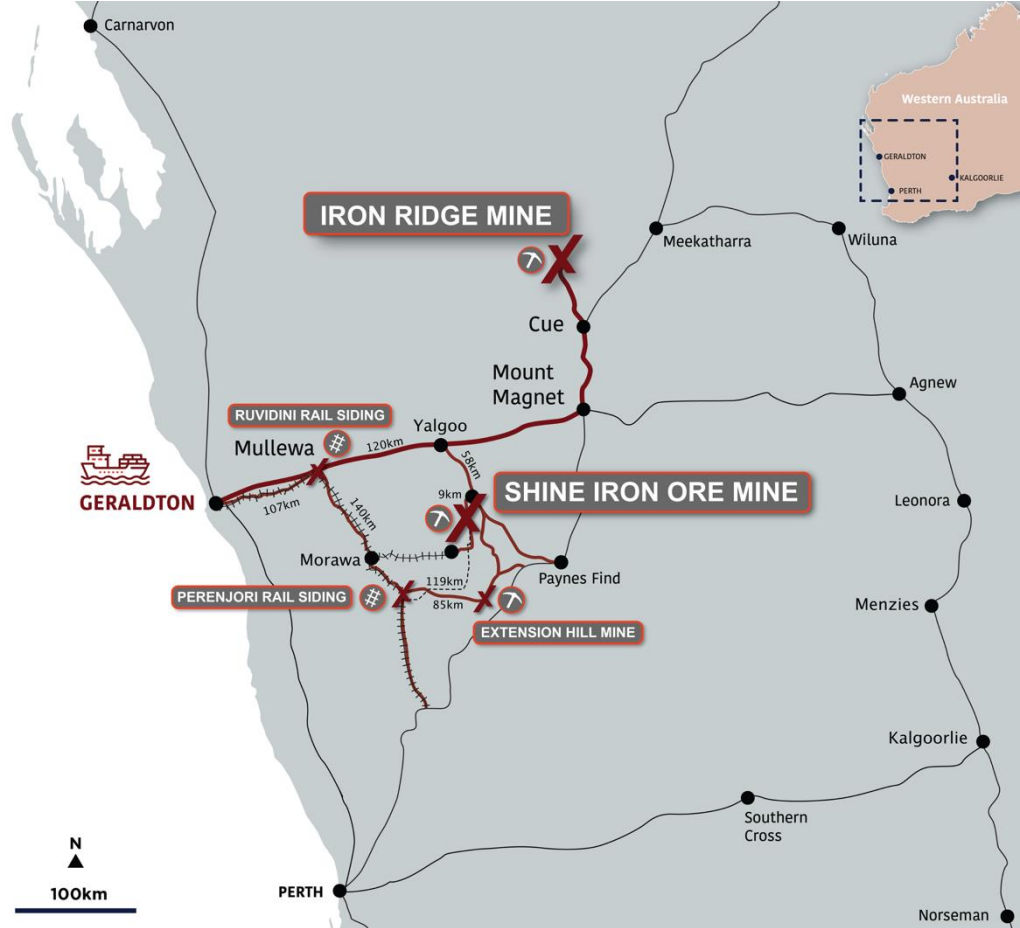 Carnarvon
Western Australia
GERALDTON
KALGOORLIE
PERTH
IRON RIDGE MINE
Meekatharra
Wiluna
Cue
Mount
Magnet
Agnew
RUVIDINI RAIL SIDING
Mullewa
120km
Yalgoo
58km
GERALDTON
107km
140km
9km
SHINE IRON ORE MINE
Leonora
Morawa
119km
85km
Paynes Find
PERENJORI RAIL SIDING
EXTENSION HILL MINE
Menzies
Kalgoorlie
Southern
Cross
N
100km
PERTH
Norseman